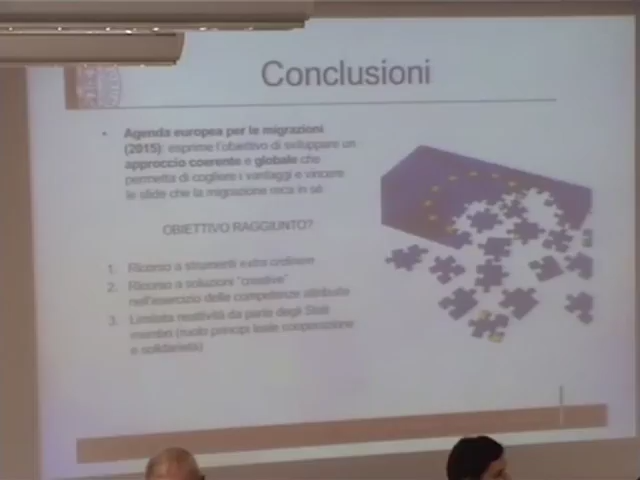 Conclusioni
• Agenda europea per le migrazioni
(2015): esprime l'obiettivo di sviluppare un
approccio coerente e globale che
permetta di cogliere i vantaggi e vincere
le sfide che la migrazione reca in sé
OBIETTIVO RAGGIUNTO?
1. Ricorso a strumenti extra ordinem
2. Ricorso a soluzioni "creative"
nell'esercizio delle competenze attribuite
3. Limitata reattività da parte degli Stati
membri (ruolo principi leale cooperazione
e solidarietà)